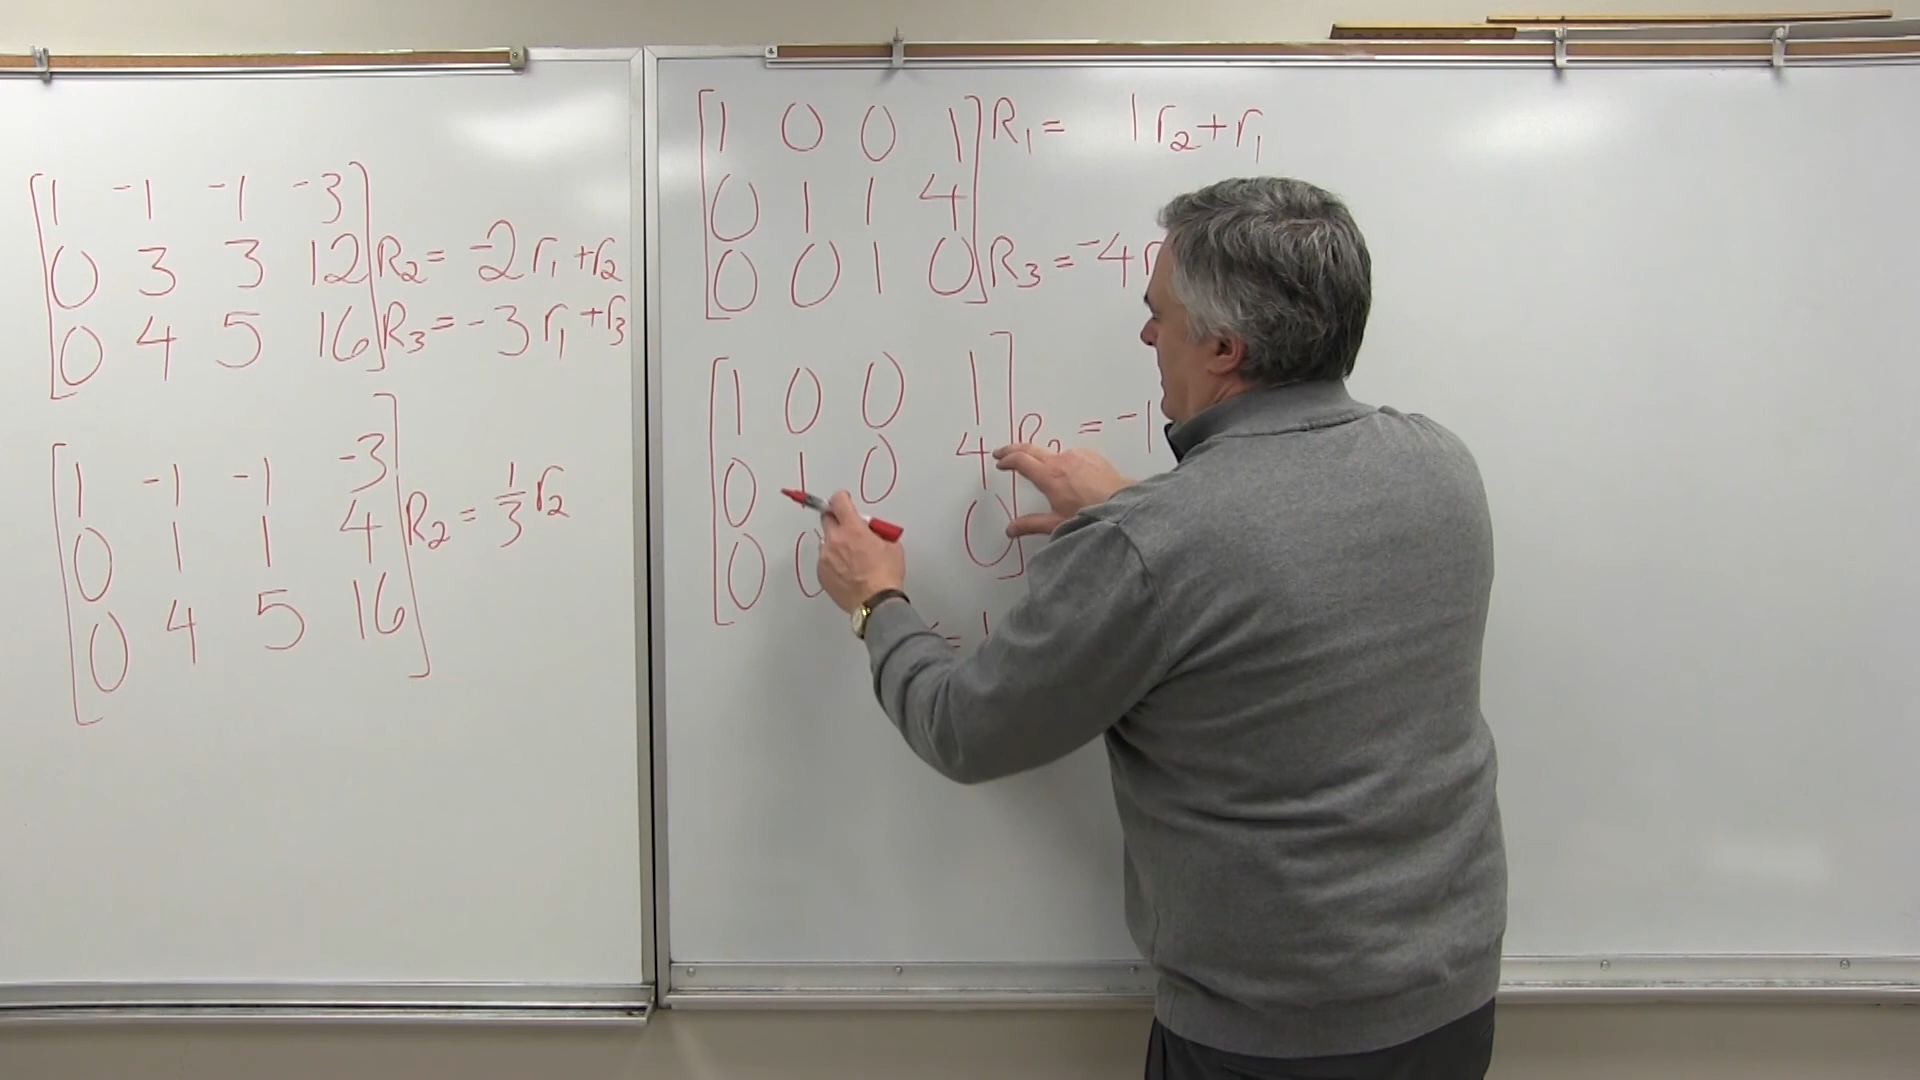 1 -1 -1 -3
0 3 3 12 R₂ = -2r₁ + r₂
0 4 5 16 R₃ = -3r₁ + r₃
1 -1 -1 -3
0 1 1 4 R₂ = 1/3 r₂
0 4 5 16
1 0 0 1 R₁ = 1r₂ + r₁
0 1 1 4
0 0 1 0 R₃ = -4r
1 0 0 1
0 1 0 4 R₂ = -1
0 0 0
= 1